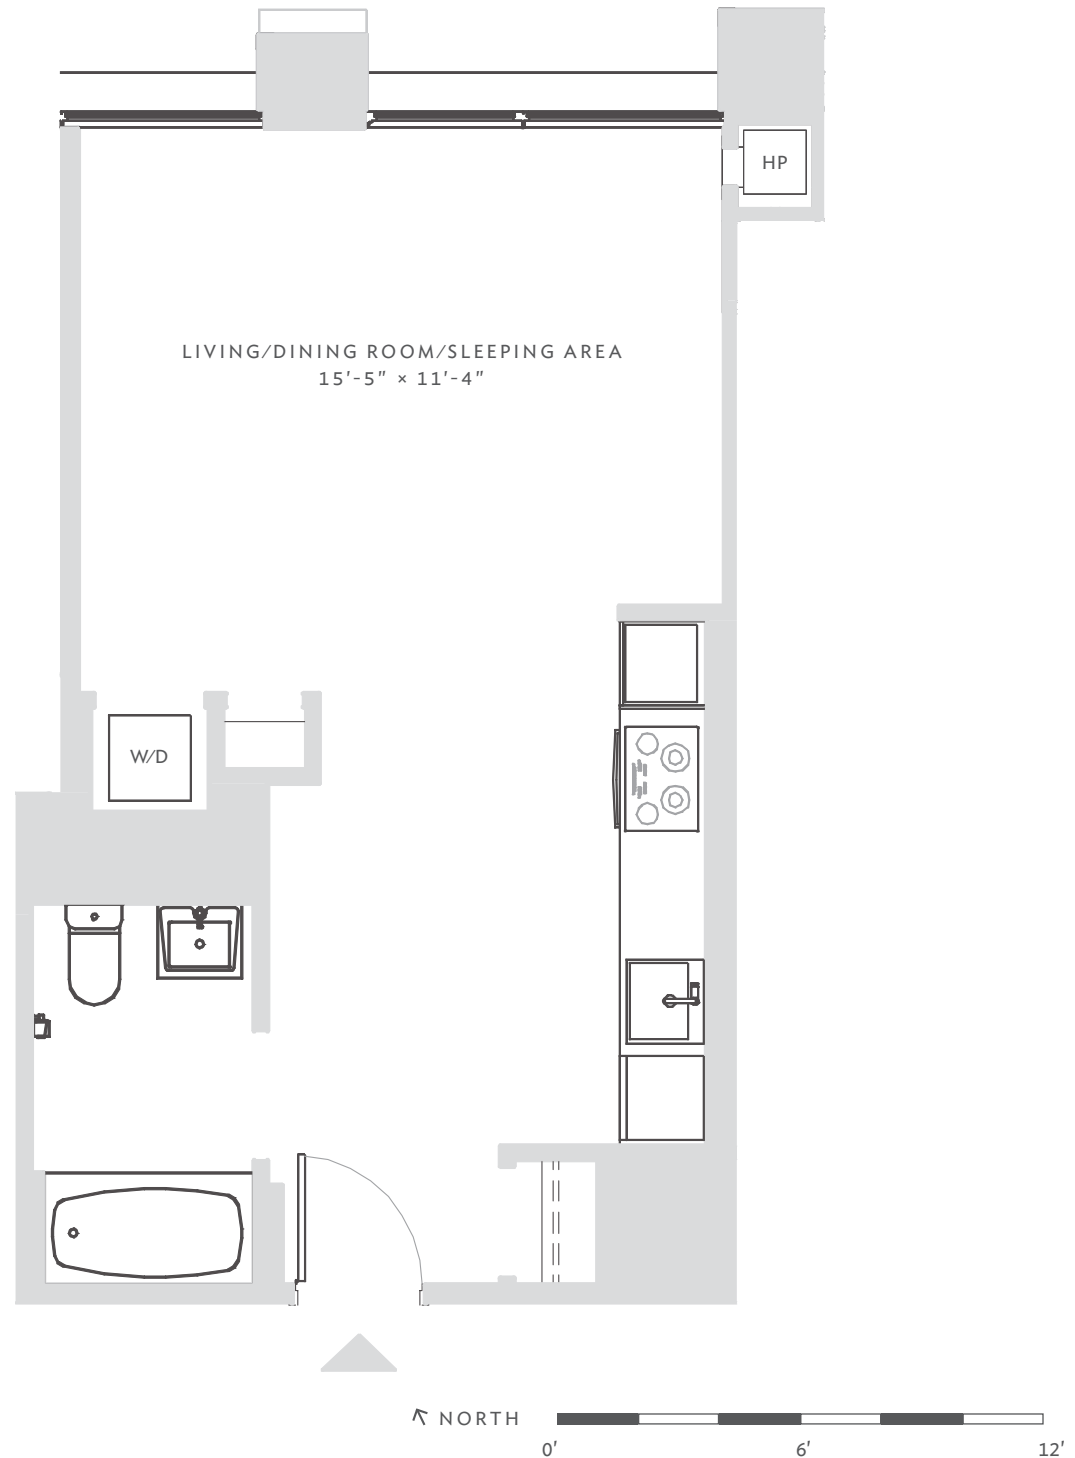 HP
LIVING/DINING ROOM/SLEEPING AREA
15'-5" × 11'-4"
W/D
NORTH
0' 6' 12'